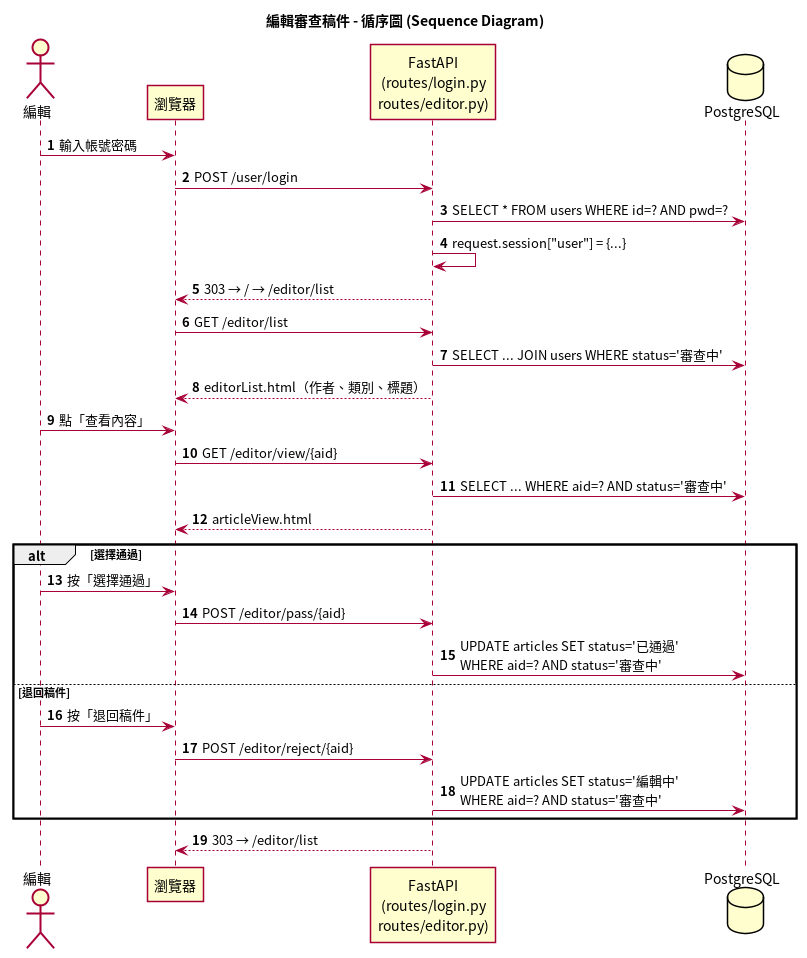 編輯審查稿件 - 循序圖 (Sequence Diagram)
編輯
瀏覽器
FastAPI
(routes/login.py
routes/editor.py)
PostgreSQL
1 輸入帳號密碼
2 POST /user/login
3 SELECT * FROM users WHERE id=? AND pwd=?
4 request.session["user"] = {...}
5 303 → / → /editor/list
6 GET /editor/list
7 SELECT ... JOIN users WHERE status='審查中'
8 editorList.html（作者、類別、標題）
9 點「查看內容」
10 GET /editor/view/{aid}
11 SELECT ... WHERE aid=? AND status='審查中'
12 articleView.html
alt [選擇通過]
13 按「選擇通過」
14 POST /editor/pass/{aid}
15 UPDATE articles SET status='已通過'
WHERE aid=? AND status='審查中'
[退回稿件]
16 按「退回稿件」
17 POST /editor/reject/{aid}
18 UPDATE articles SET status='編輯中'
WHERE aid=? AND status='審查中'
19 303 → /editor/list
編輯
瀏覽器
FastAPI
(routes/login.py
routes/editor.py)
PostgreSQL